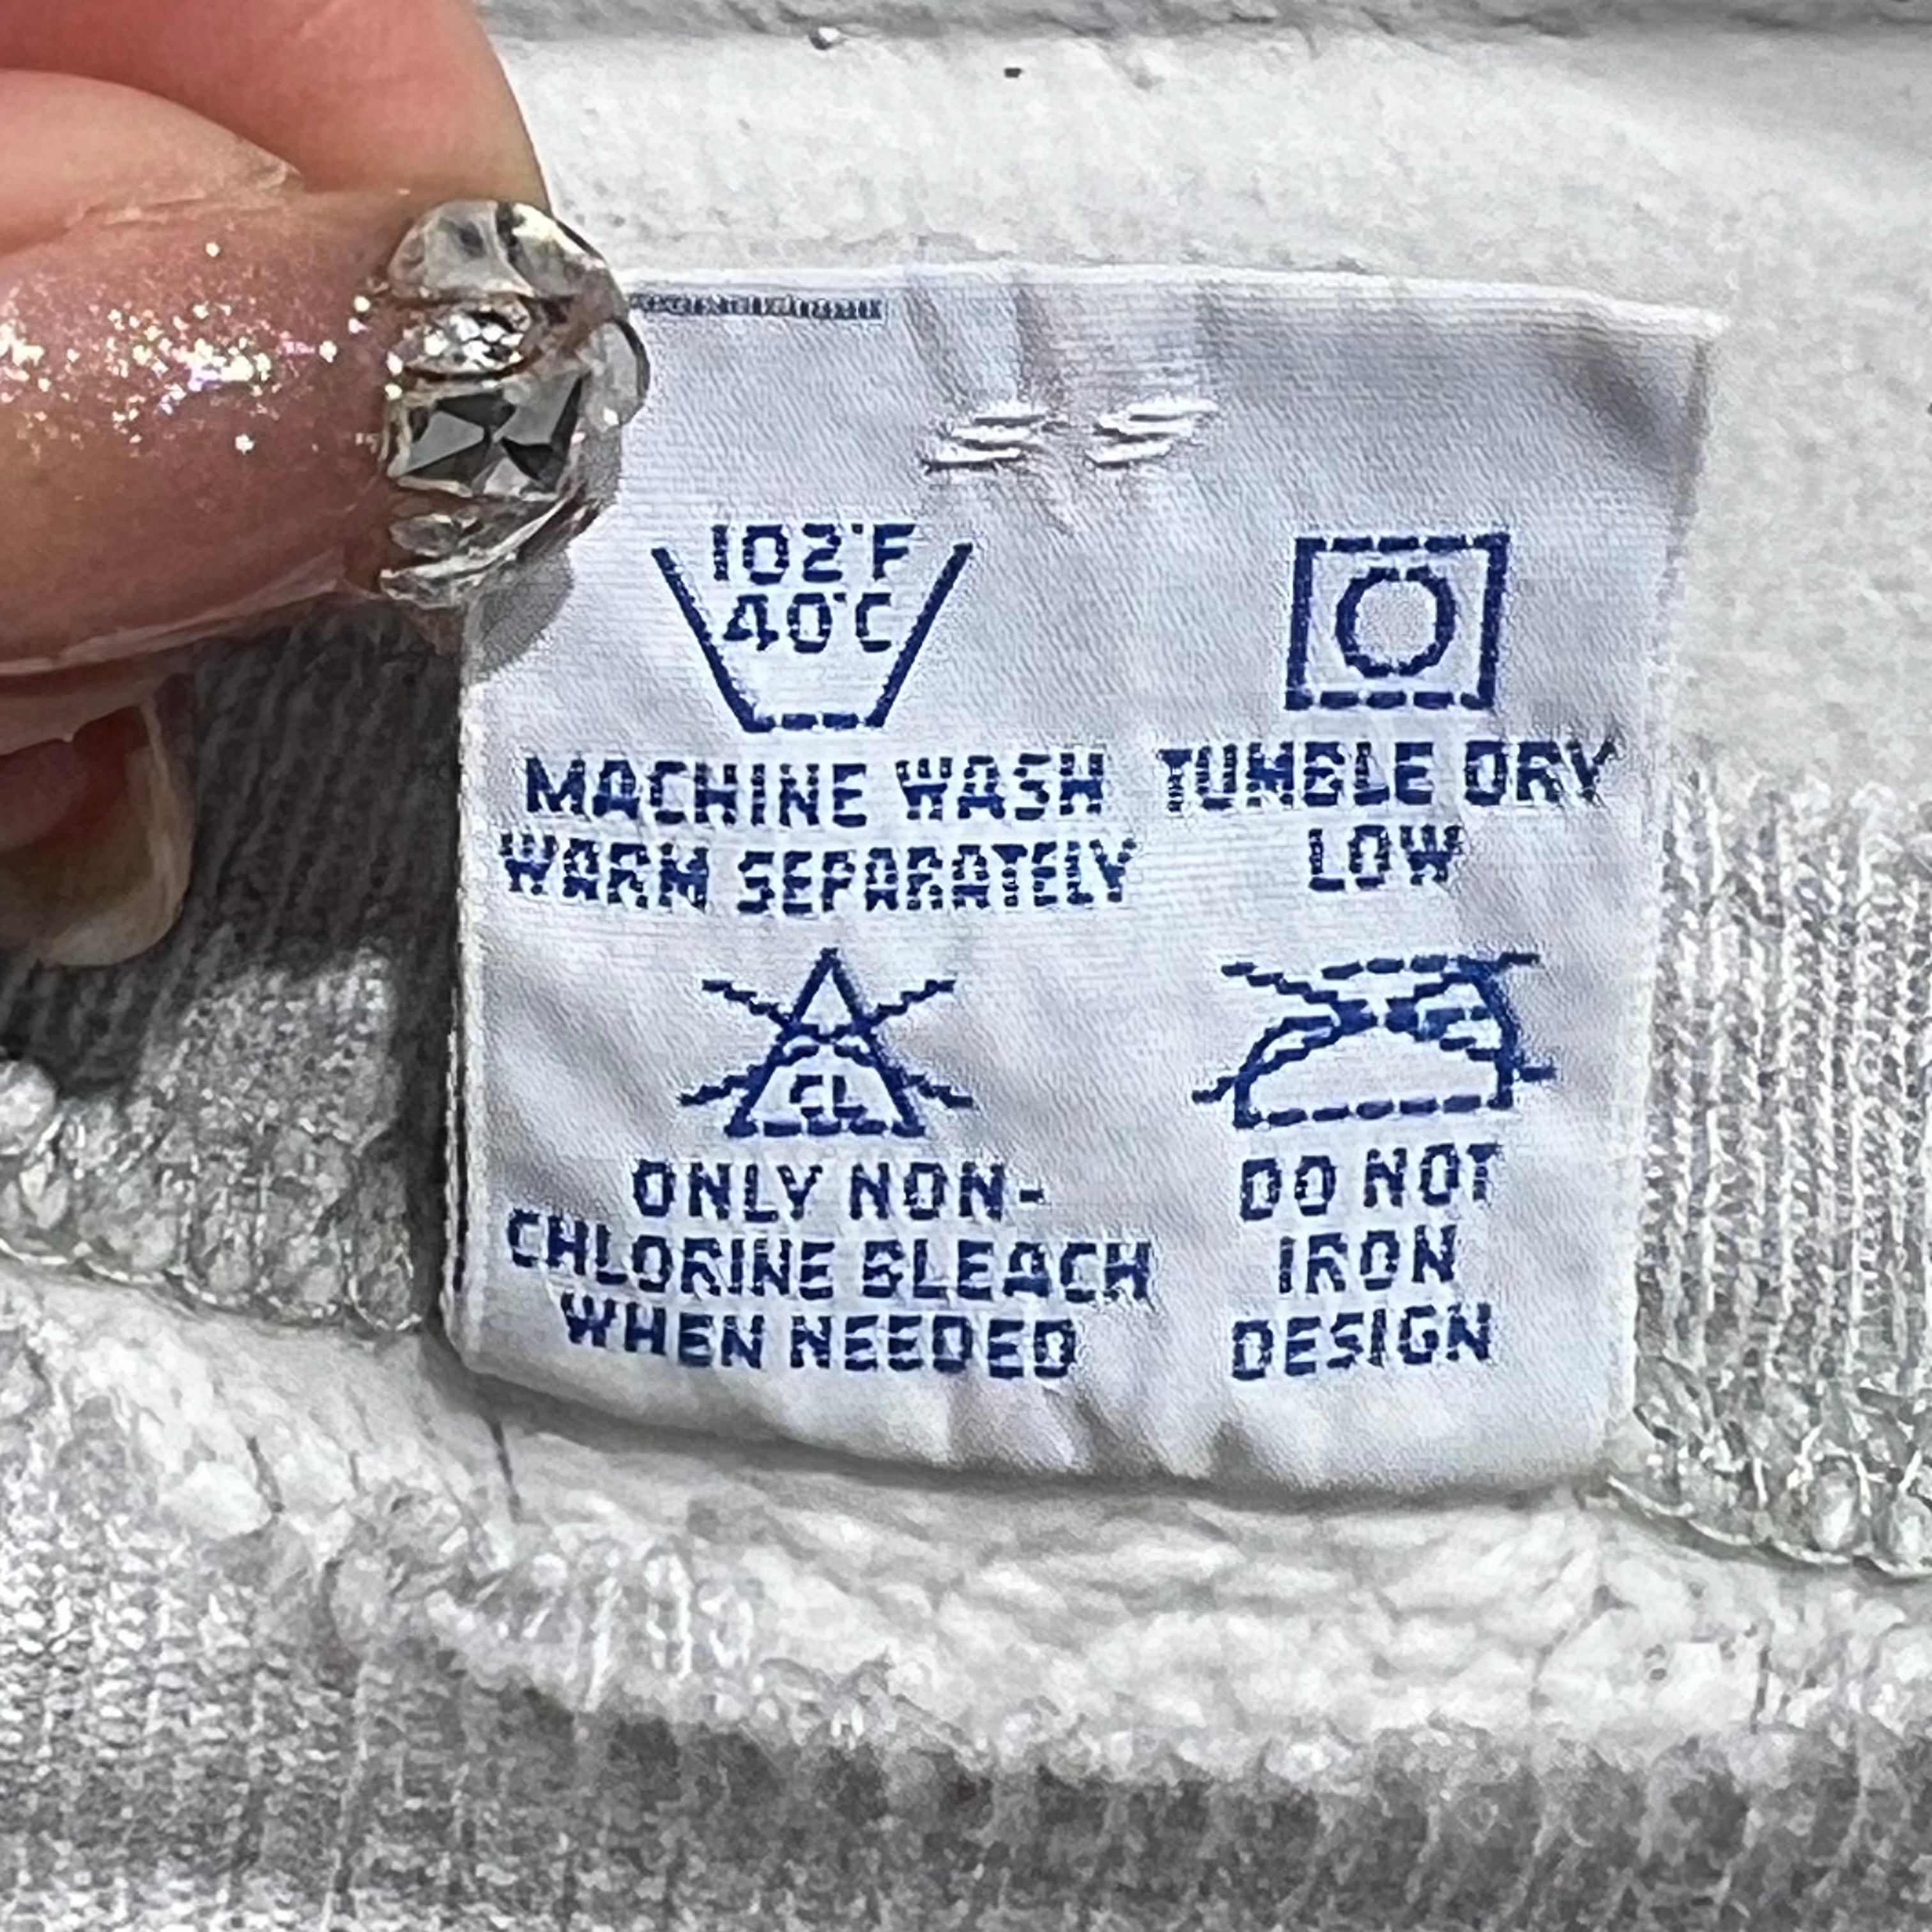 102°F
40°C
MACHINE WASH
WARM SEPARATELY
TUMBLE DRY
LOW
CL
ONLY NON-
CHLORINE BLEACH
WHEN NEEDED
DO NOT
IRON
DESIGN